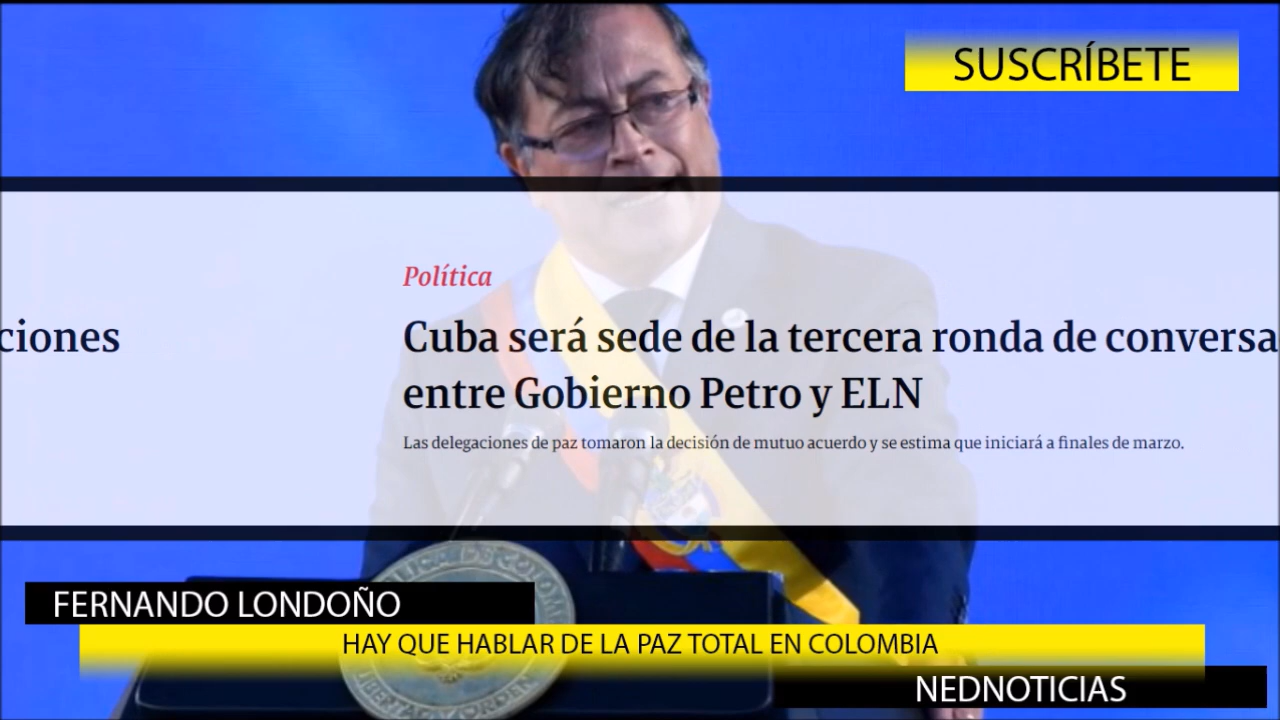 SUSCRÍBETE
Política
ciones
Cuba será sede de la tercera ronda de conversa
entre Gobierno Petro y ELN
Las delegaciones de paz tomaron la decisión de mutuo acuerdo y se estima que iniciará a finales de marzo.
FERNANDO LONDOÑO
HAY QUE HABLAR DE LA PAZ TOTAL EN COLOMBIA
NEDNOTICIAS